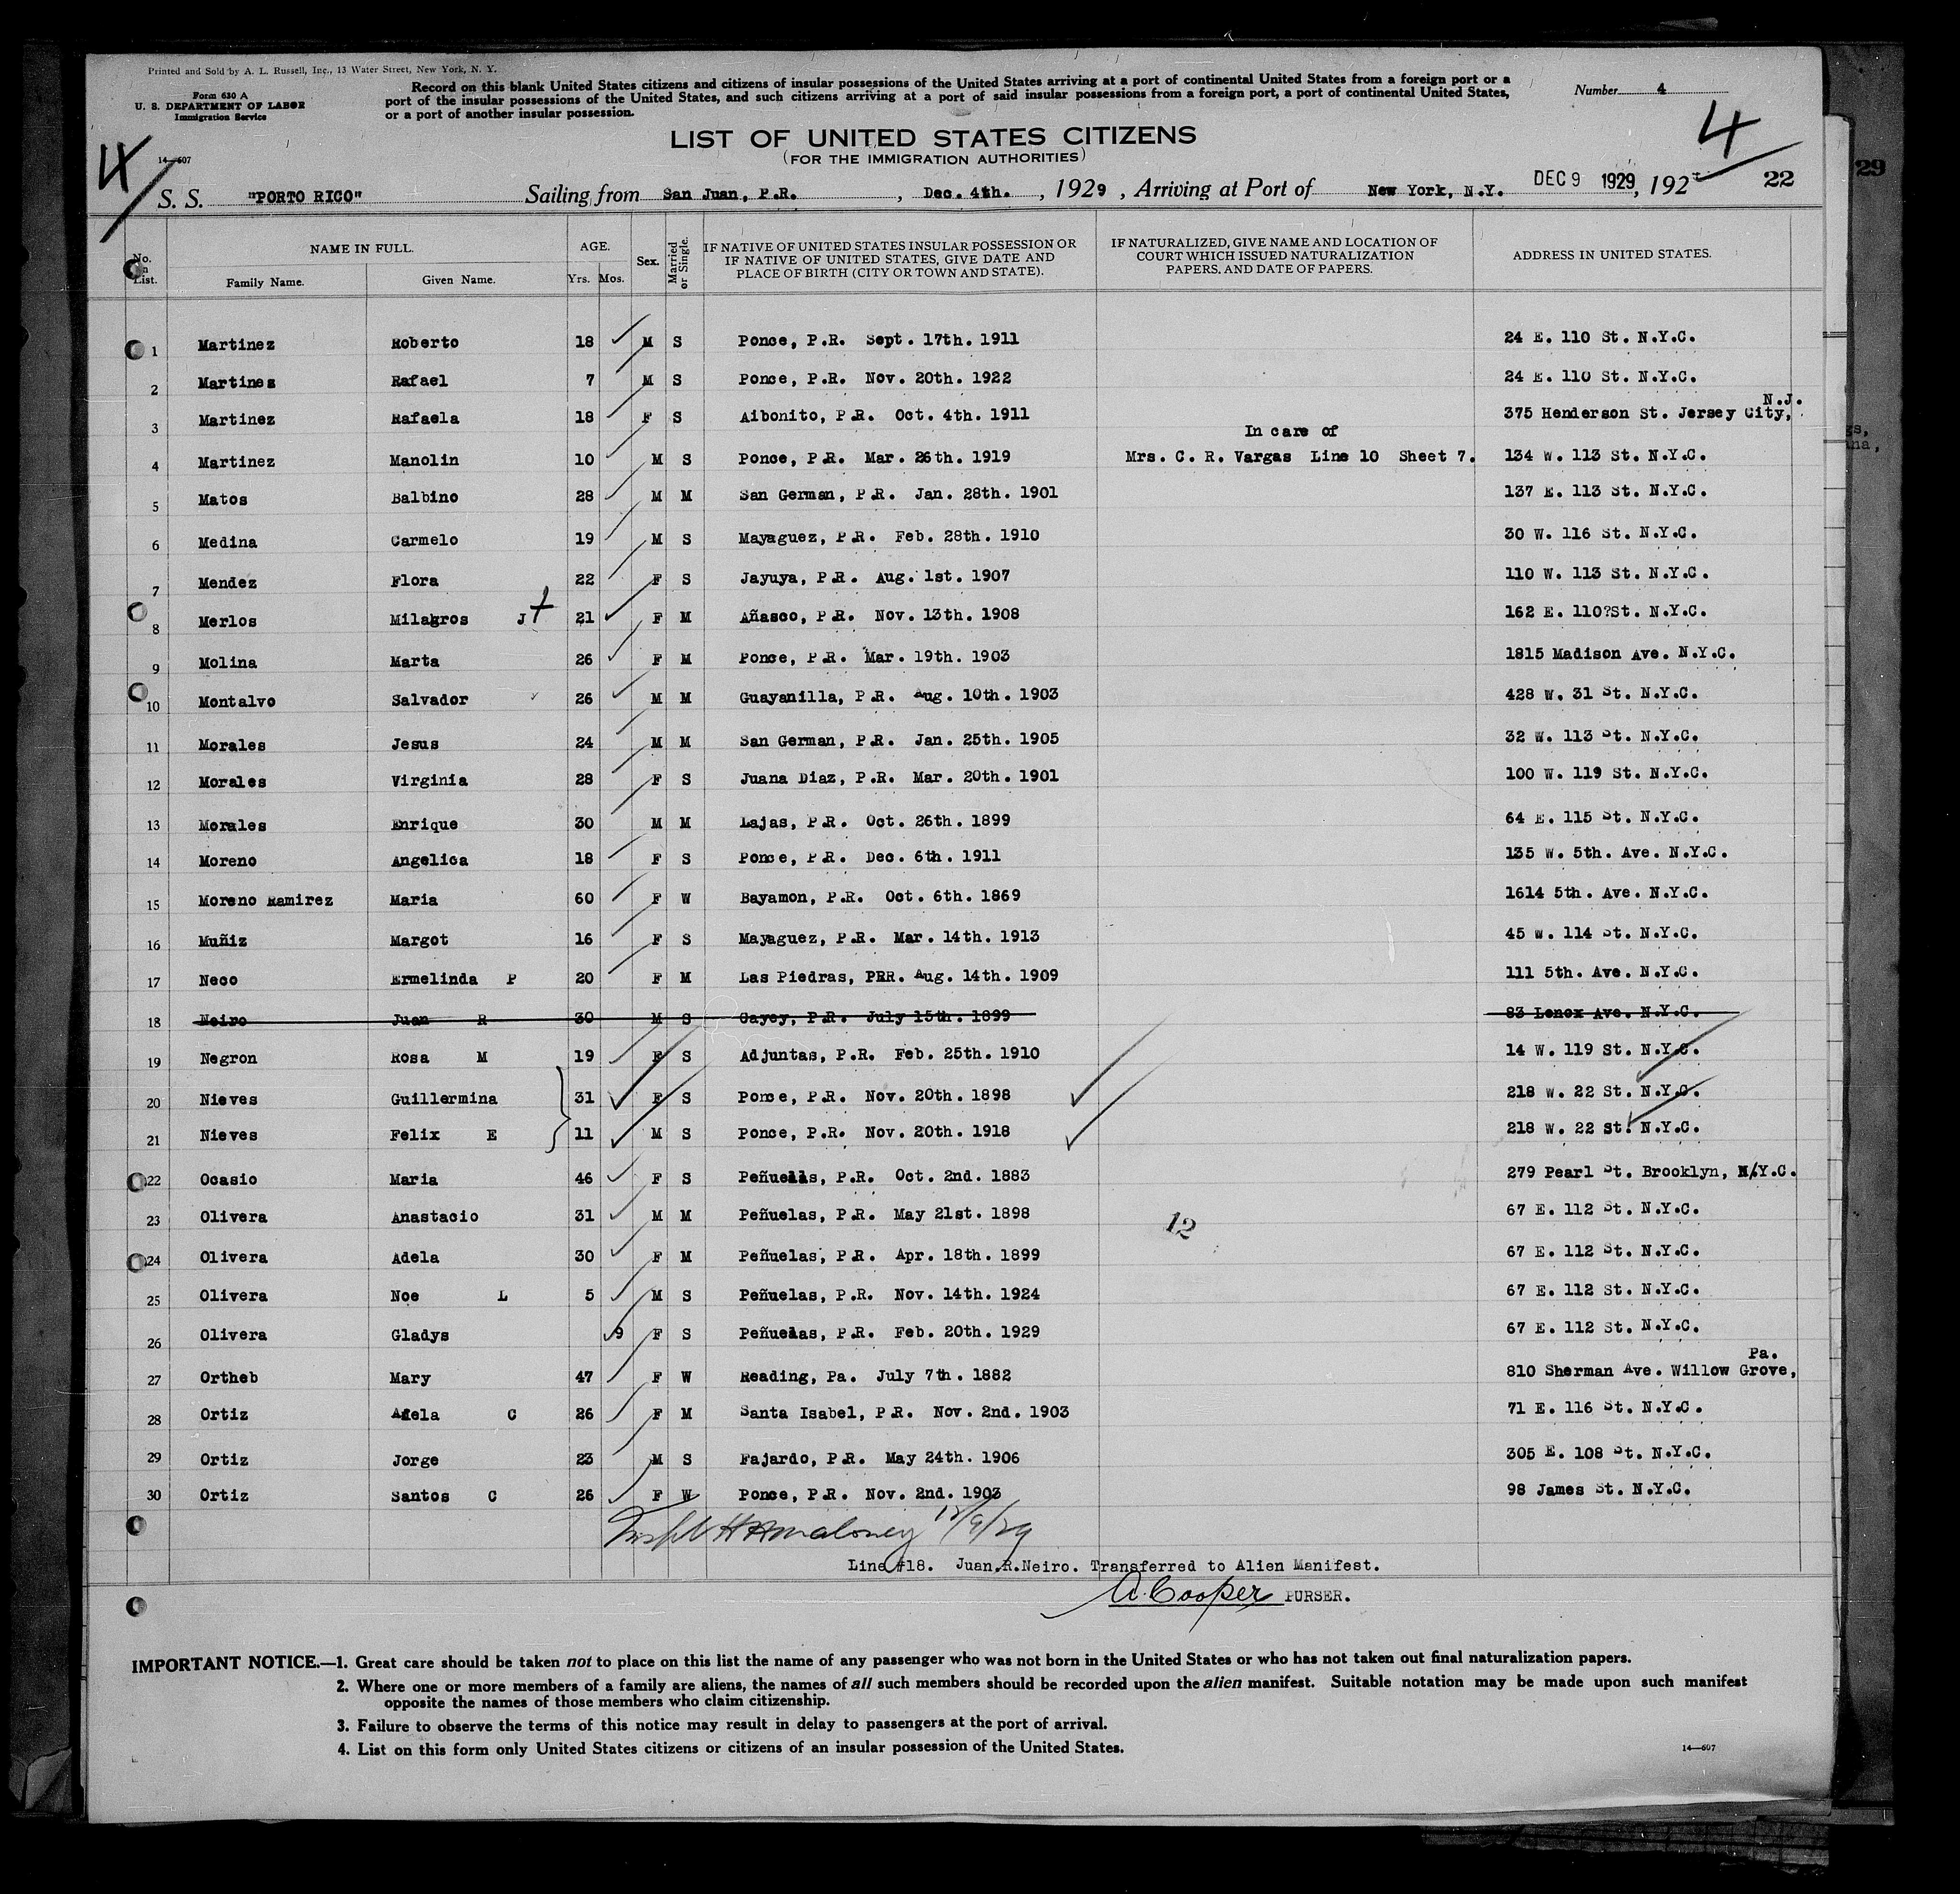 Printed and Sold by A. L. Russell, Inc., 13 Water Street, New York, N. Y.
Form 630 A
U. S. DEPARTMENT OF LABOR
Immigration Service
14—607
Record on this blank United States citizens and citizens of insular possessions of the United States arriving at a port of continental United States from a foreign port or a
port of the insular possessions of the United States, and such citizens arriving at a port of said insular possessions from a foreign port, a port of continental United States,
or a port of another insular possession.
Number 4
4
4
29
LIST OF UNITED STATES CITIZENS
(FOR THE IMMIGRATION AUTHORITIES)
S. S. "PORTO RICO" Sailing from San Juan, P.R. , Dec. 4th. , 1929 , Arriving at Port of New York, N.Y. DEC 9 1929, 192 22
No. on List. NAME IN FULL. Family Name. Given Name. AGE. Yrs. Mos. Sex. Married or Single. IF NATIVE OF UNITED STATES INSULAR POSSESSION OR IF NATIVE OF UNITED STATES, GIVE DATE AND PLACE OF BIRTH (CITY OR TOWN AND STATE). IF NATURALIZED, GIVE NAME AND LOCATION OF COURT WHICH ISSUED NATURALIZATION PAPERS, AND DATE OF PAPERS. ADDRESS IN UNITED STATES.
1 Martinez Roberto 18 M S Ponce, P.R. Sept. 17th. 1911 24 E. 110 St. N.Y.C.
2 Martinez Rafael 7 M S Ponce, P.R. Nov. 20th. 1922 24 E. 110 St. N.Y.C.
3 Martinez Rafaela 18 F S Aibonito, P.R. Oct. 4th. 1911 375 Henderson St. Jersey City, N.J.
In care of
4 Martinez Manolin 10 M S Ponce, P.R. Mar. 26th. 1919 Mrs. C. R. Vargas Line 10 Sheet 7. 134 W. 113 St. N.Y.C.
5 Matos Balbino 28 M M San German, P.R. Jan. 28th. 1901 137 E. 113 St. N.Y.C.
6 Medina Carmelo 19 M S Mayaguez, P.R. Feb. 28th. 1910 30 W. 116 St. N.Y.C.
7 Mendez Flora 22 F S Jayuya, P.R. Aug. 1st. 1907 110 W. 113 St. N.Y.C.
8 Merlos Milagros J 21 F M Añasco, P.R. Nov. 13th. 1908 162 E. 110?St. N.Y.C.
9 Molina Marta 26 F M Ponce, P.R. Mar. 19th. 1903 1815 Madison Ave. N.Y.C.
10 Montalvo Salvador 26 M M Guayanilla, P.R. Aug. 10th. 1903 428 W. 31 St. N.Y.C.
11 Morales Jesus 24 M M San German, P.R. Jan. 25th. 1905 32 W. 113 St. N.Y.C.
12 Morales Virginia 28 F S Juana Diaz, P.R. Mar. 20th. 1901 100 W. 119 St. N.Y.C.
13 Morales Enrique 30 M M Lajas, P.R. Oct. 26th. 1899 64 E. 115 St. N.Y.C.
14 Moreno Angelica 18 F S Ponce, P.R. Dec. 6th. 1911 135 W. 5th. Ave. N.Y.C.
15 Moreno Ramirez Maria 60 F W Bayamon, P.R. Oct. 6th. 1869 1614 5th. Ave. N.Y.C.
16 Muñiz Margot 16 F S Mayaguez, P.R. Mar. 14th. 1913 45 W. 114 St. N.Y.C.
17 Neco Ermelinda P 20 F M Las Piedras, PRR. Aug. 14th. 1909 111 5th. Ave. N.Y.C.
18 Neiro Juan R 30 M S Cayey, P.R. July 15th. 1899 83 Lenox Ave. N.Y.C.
19 Negron Rosa M 19 F S Adjuntas, P.R. Feb. 25th. 1910 14 W. 119 St. N.Y.C.
20 Nieves Guillermina 31 F S Ponce, P.R. Nov. 20th. 1898 218 W. 22 St. N.Y.C.
21 Nieves Felix E 11 M S Ponce, P.R. Nov. 20th. 1918 218 W. 22 St. N.Y.C.
22 Ocasio Maria 46 F S Peñuelas, P.R. Oct. 2nd. 1883 279 Pearl St. Brooklyn, N.Y.C.
23 Olivera Anastacio 31 M M Peñuelas, P.R. May 21st. 1898 12 67 E. 112 St. N.Y.C.
24 Olivera Adela 30 F M Peñuelas, P.R. Apr. 18th. 1899 67 E. 112 St. N.Y.C.
25 Olivera Noe L 5 M S Peñuelas, P.R. Nov. 14th. 1924 67 E. 112 St. N.Y.C.
26 Olivera Gladys 9 F S Peñuelas, P.R. Feb. 20th. 1929 67 E. 112 St. N.Y.C.
27 Ortheb Mary 47 F W Reading, Pa. July 7th. 1882 810 Sherman Ave. Willow Grove, Pa.
28 Ortiz Adela C 26 F M Santa Isabel, P.R. Nov. 2nd. 1903 71 E. 116 St. N.Y.C.
29 Ortiz Jorge 23 M S Fajardo, P.R. May 24th. 1906 305 E. 108 St. N.Y.C.
30 Ortiz Santos C 26 F W Ponce, P.R. Nov. 2nd. 1903 98 James St. N.Y.C.
Maloney 12/9/29
Line #18. Juan.R.Neiro. Transferred to Alien Manifest.
A. Cooper PURSER.
IMPORTANT NOTICE.—1. Great care should be taken not to place on this list the name of any passenger who was not born in the United States or who has not taken out final naturalization papers.
2. Where one or more members of a family are aliens, the names of all such members should be recorded upon the alien manifest. Suitable notation may be made upon such manifest
opposite the names of those members who claim citizenship.
3. Failure to observe the terms of this notice may result in delay to passengers at the port of arrival.
4. List on this form only United States citizens or citizens of an insular possession of the United States.
14—607